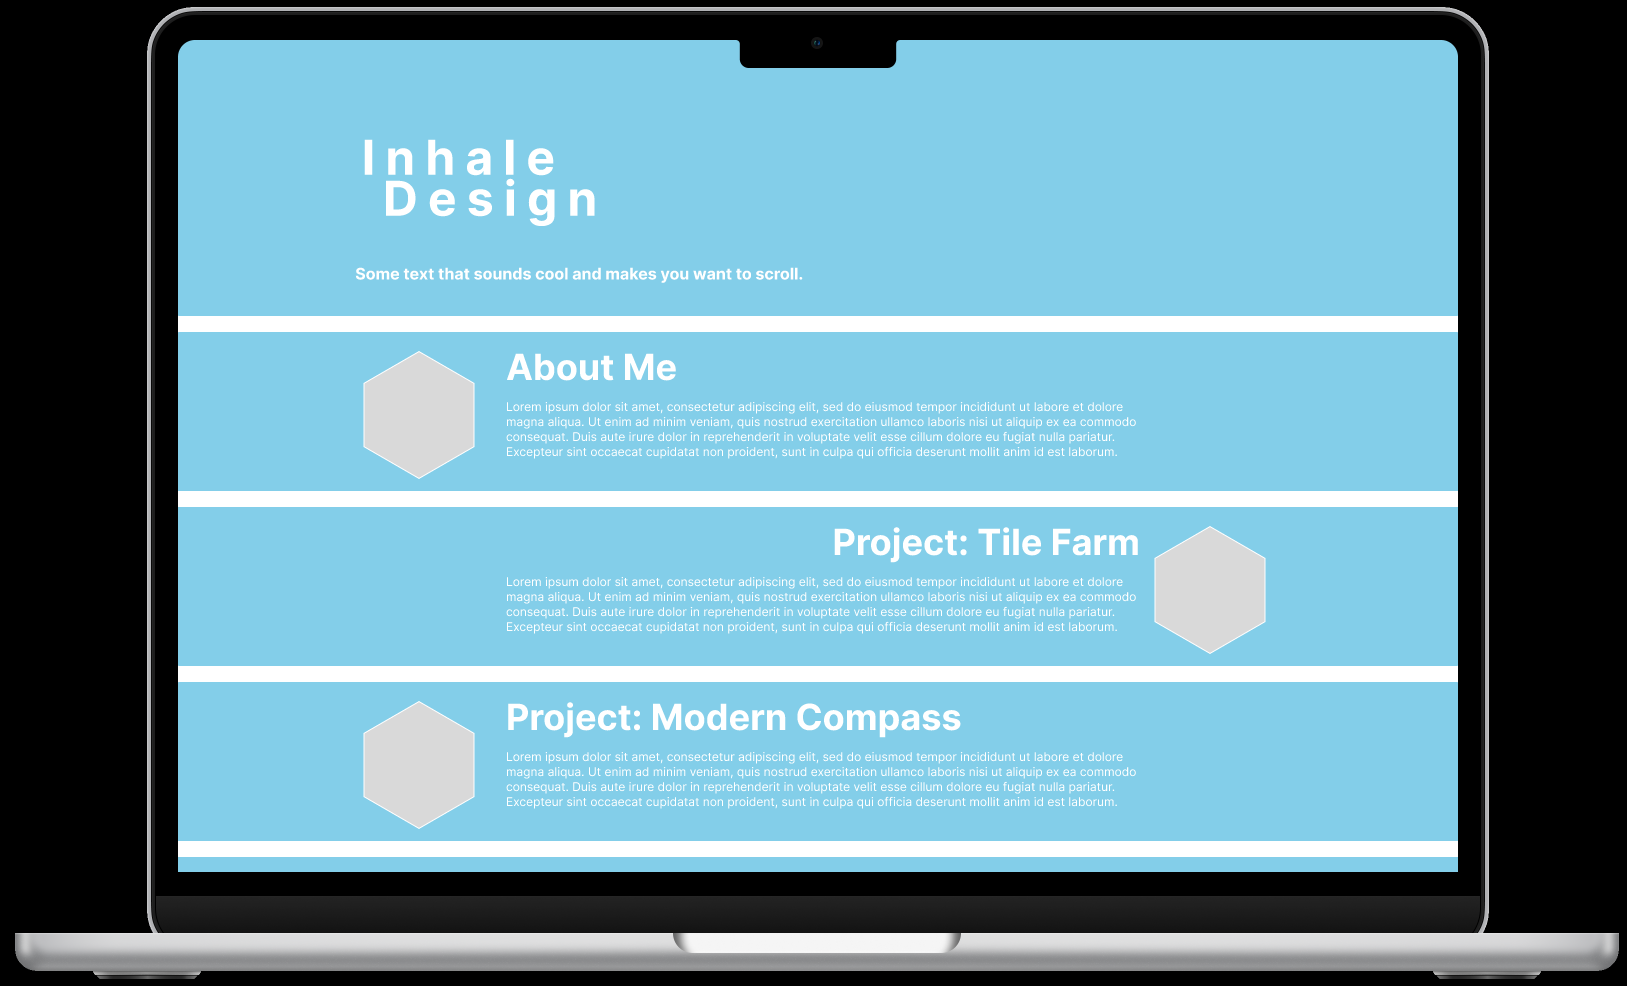 Inhale
Design
Some text that sounds cool and makes you want to scroll.
About Me
Lorem ipsum dolor sit amet, consectetur adipiscing elit, sed do eiusmod tempor incididunt ut labore et dolore
magna aliqua. Ut enim ad minim veniam, quis nostrud exercitation ullamco laboris nisi ut aliquip ex ea commodo
consequat. Duis aute irure dolor in reprehenderit in voluptate velit esse cillum dolore eu fugiat nulla pariatur.
Excepteur sint occaecat cupidatat non proident, sunt in culpa qui officia deserunt mollit anim id est laborum.
Project: Tile Farm
Lorem ipsum dolor sit amet, consectetur adipiscing elit, sed do eiusmod tempor incididunt ut labore et dolore
magna aliqua. Ut enim ad minim veniam, quis nostrud exercitation ullamco laboris nisi ut aliquip ex ea commodo
consequat. Duis aute irure dolor in reprehenderit in voluptate velit esse cillum dolore eu fugiat nulla pariatur.
Excepteur sint occaecat cupidatat non proident, sunt in culpa qui officia deserunt mollit anim id est laborum.
Project: Modern Compass
Lorem ipsum dolor sit amet, consectetur adipiscing elit, sed do eiusmod tempor incididunt ut labore et dolore
magna aliqua. Ut enim ad minim veniam, quis nostrud exercitation ullamco laboris nisi ut aliquip ex ea commodo
consequat. Duis aute irure dolor in reprehenderit in voluptate velit esse cillum dolore eu fugiat nulla pariatur.
Excepteur sint occaecat cupidatat non proident, sunt in culpa qui officia deserunt mollit anim id est laborum.